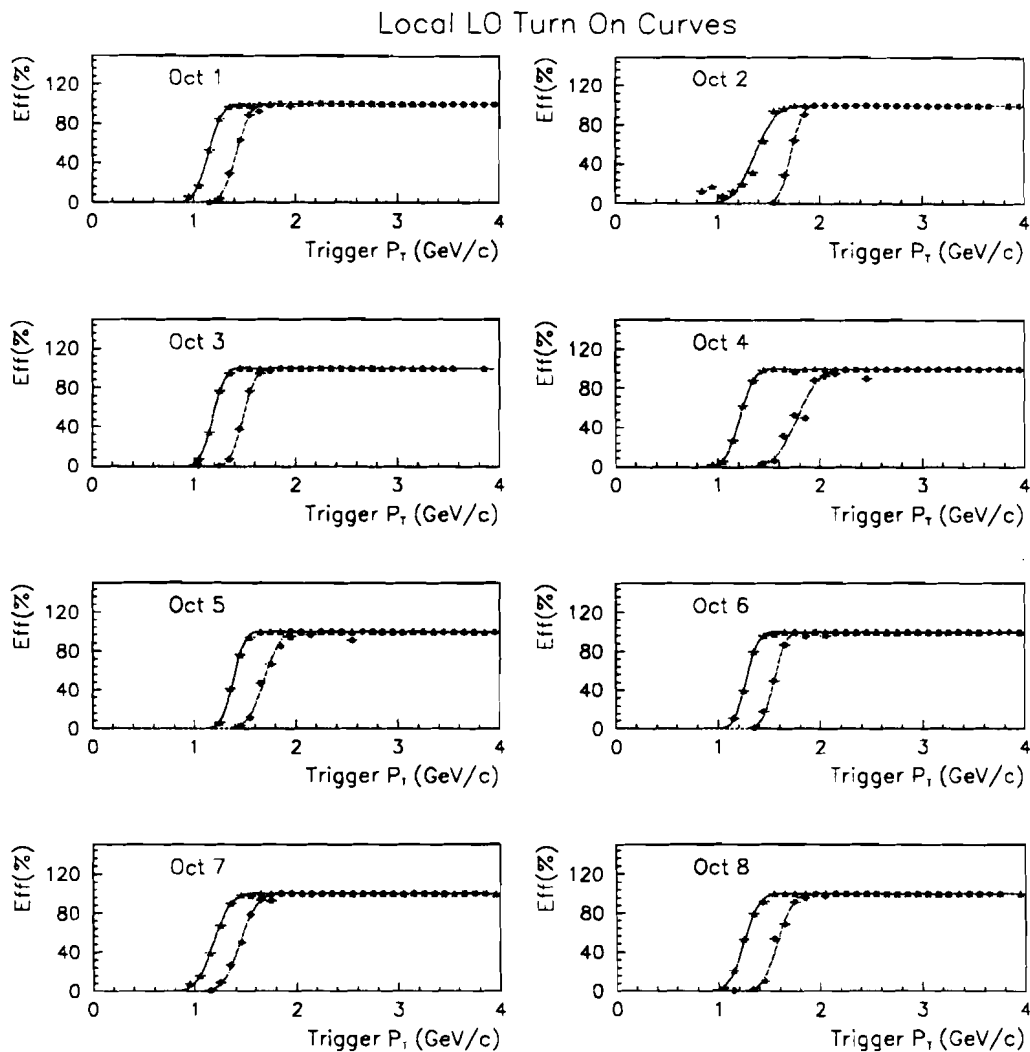 Local LO Turn On Curves
Eff(%)
120
80
40
0
Oct 1
0 1 2 3 4
Trigger P_T (GeV/c)
Eff(%)
120
80
40
0
Oct 2
0 1 2 3 4
Trigger P_T (GeV/c)
Eff(%)
120
80
40
0
Oct 3
0 1 2 3 4
Trigger P_T (GeV/c)
Eff(%)
120
80
40
0
Oct 4
0 1 2 3 4
Trigger P_T (GeV/c)
Eff(%)
120
80
40
0
Oct 5
0 1 2 3 4
Trigger P_T (GeV/c)
Eff(%)
120
80
40
0
Oct 6
0 1 2 3 4
Trigger P_T (GeV/c)
Eff(%)
120
80
40
0
Oct 7
0 1 2 3 4
Trigger P_T (GeV/c)
Eff(%)
120
80
40
0
Oct 8
0 1 2 3 4
Trigger P_T (GeV/c)